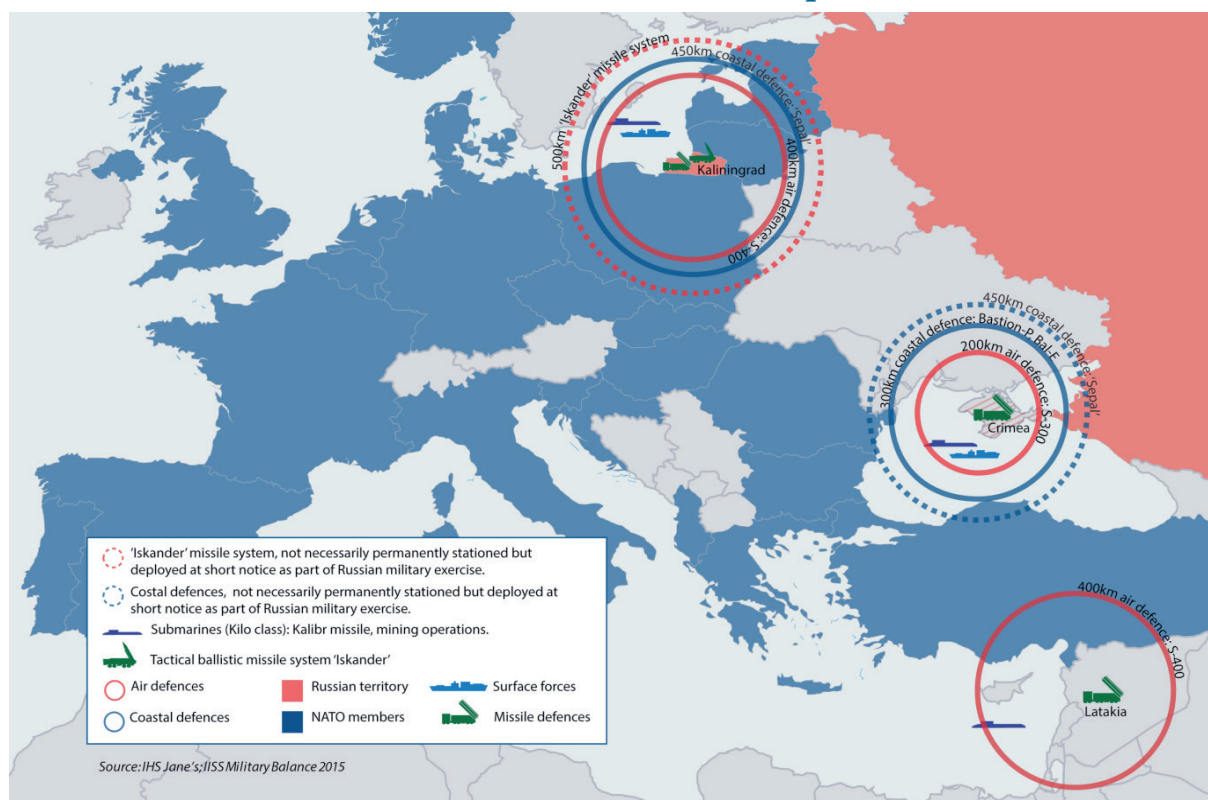 500km 'Iskander' missile system
450km coastal defence: 'Sepal'
400km air defence: S-400
Kaliningrad
450km coastal defence: 'Sepal'
300km coastal defence: Bastion-P, Bal-E
200km air defence: S-300
Crimea
400km air defence: S-400
Latakia
'Iskander' missile system, not necessarily permanently stationed but
deployed at short notice as part of Russian military exercise.
Costal defences, not necessarily permanently stationed but deployed at
short notice as part of Russian military exercise.
Submarines (Kilo class): Kalibr missile, mining operations.
Tactical ballistic missile system 'Iskander'
Air defences
Russian territory
Surface forces
Coastal defences
NATO members
Missile defences
Source: IHS Jane's; IISS Military Balance 2015